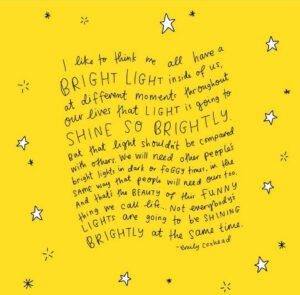 I like to think we all have a
BRIGHT LIGHT inside of us,
at different moments throughout
our lives that LIGHT is going to
SHINE SO BRIGHTLY.
But that light shouldn't be compared
with others. We will need other people's
bright lights in dark or foggy times, in the
same way that people will need ours too.
And that's the BEAUTY of this FUNNY
thing we call life... Not everybody's
LIGHTS are going to be SHINING
BRIGHTLY at the same time.
-Emily Coxhead